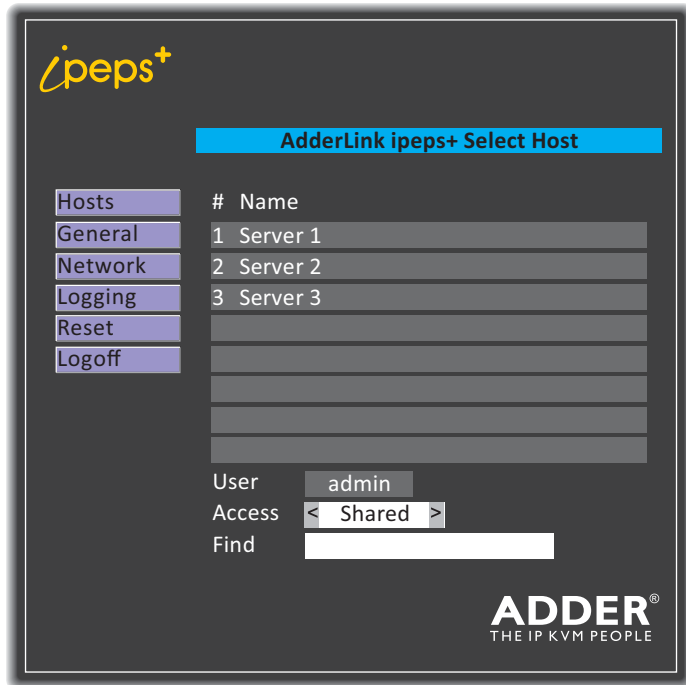 ipeps+
AdderLink ipeps+ Select Host
Hosts
General
Network
Logging
Reset
Logoff
# Name
1 Server 1
2 Server 2
3 Server 3
User admin
Access < Shared >
Find
ADDER®
THE IP KVM PEOPLE